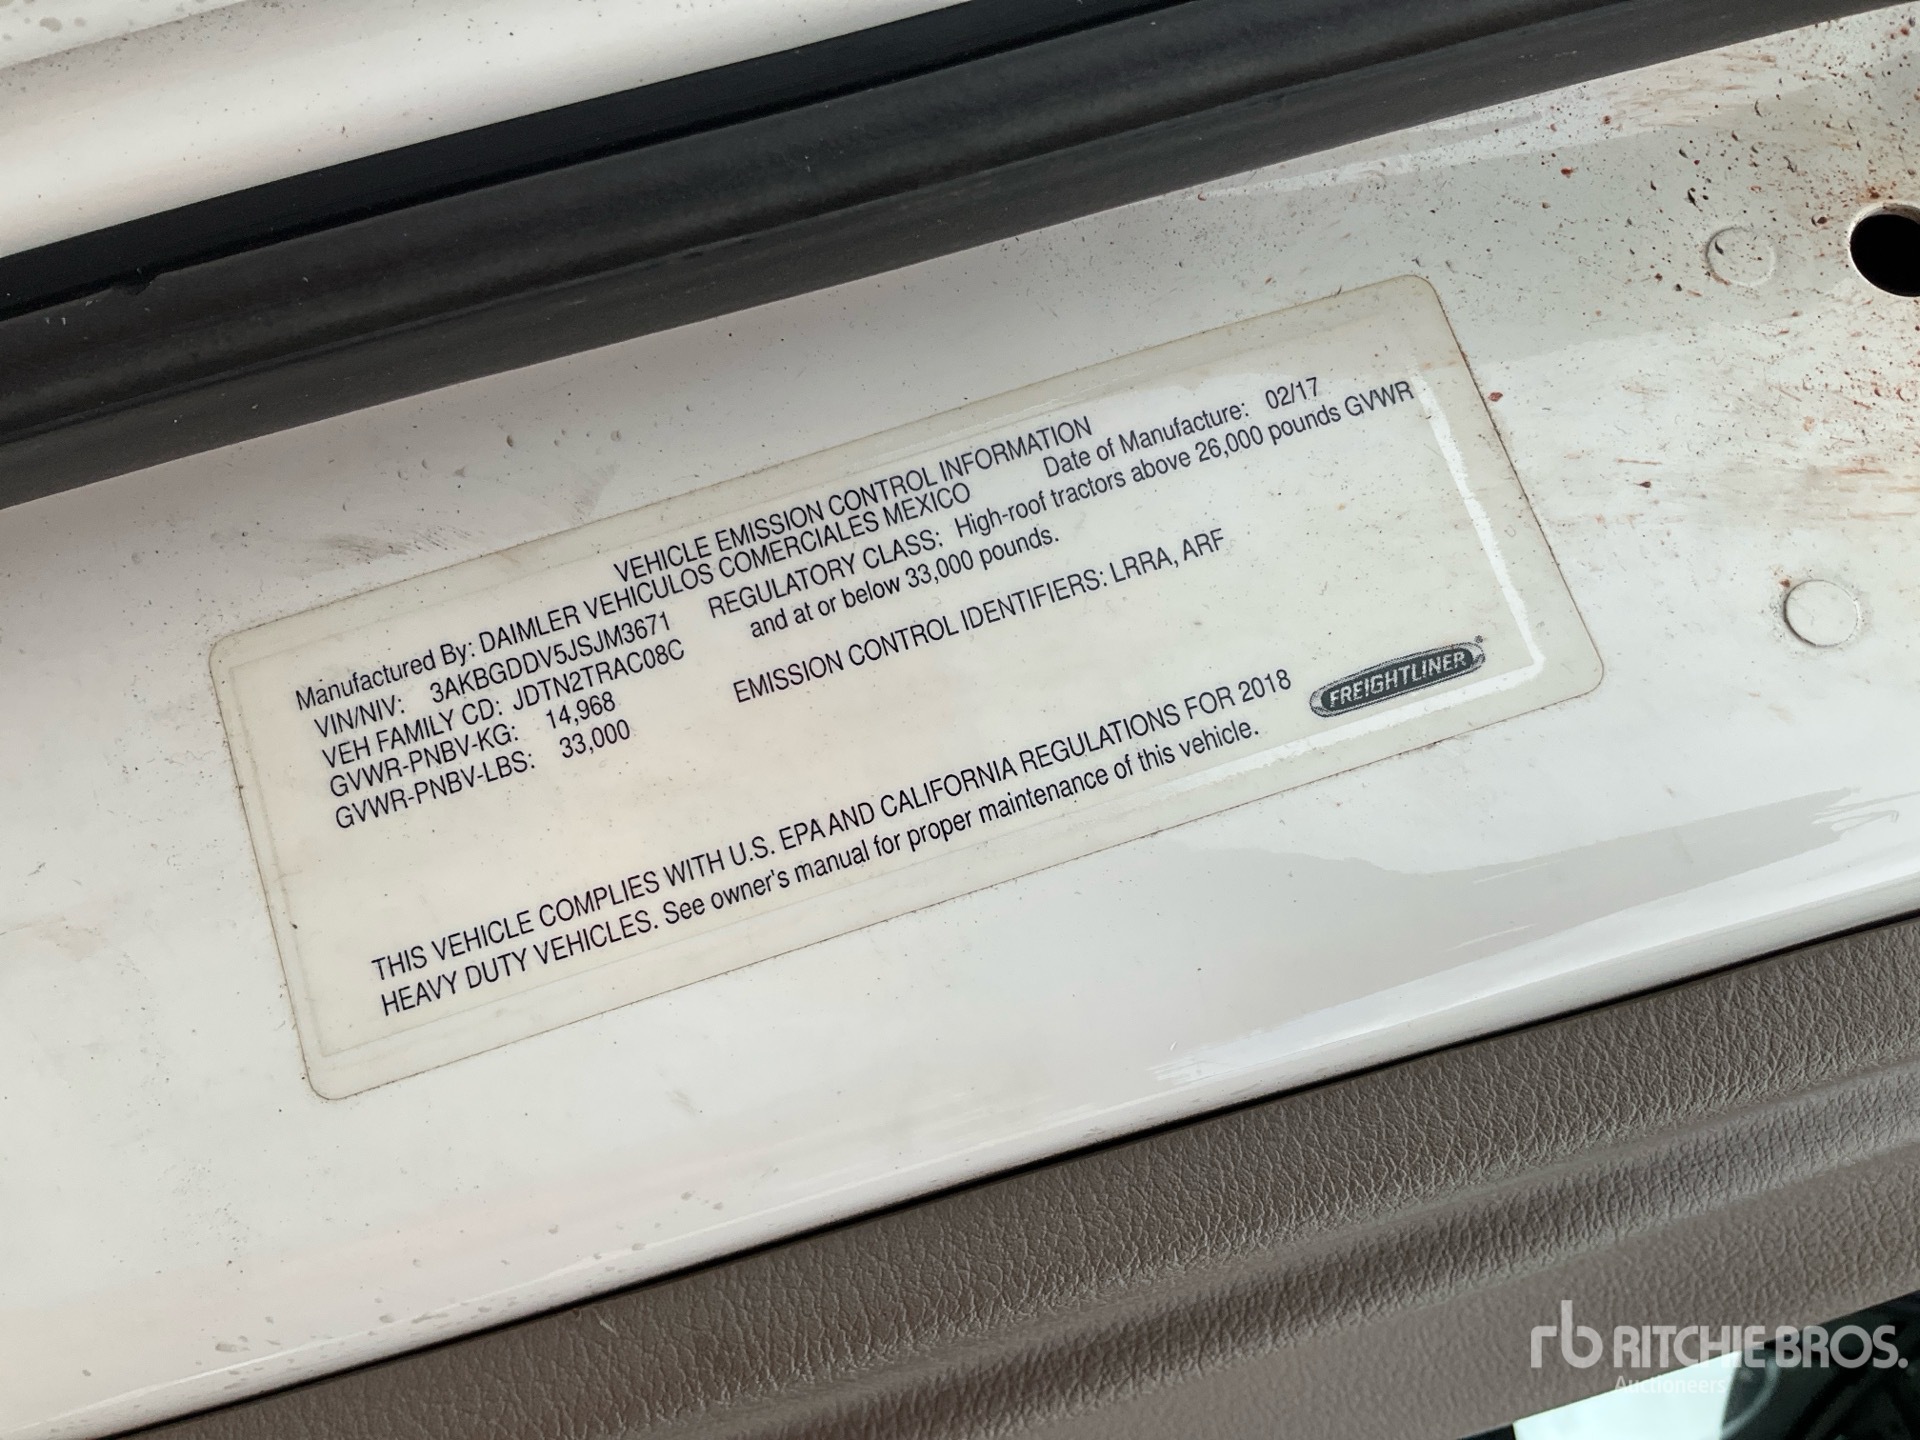 VEHICLE EMISSION CONTROL INFORMATION
Manufactured By: DAIMLER VEHICULOS COMERCIALES MEXICO Date of Manufacture: 02/17
VIN/NIV: 3AKBGDDV5JSJM3671 REGULATORY CLASS: High-roof tractors above 26,000 pounds GVWR
VEH FAMILY CD: JDTN2TRAC08C and at or below 33,000 pounds.
GVWR-PNBV-KG: 14,968
GVWR-PNBV-LBS: 33,000 EMISSION CONTROL IDENTIFIERS: LRRA, ARF
THIS VEHICLE COMPLIES WITH U.S. EPA AND CALIFORNIA REGULATIONS FOR 2018
HEAVY DUTY VEHICLES. See owner's manual for proper maintenance of this vehicle.
FREIGHTLINER®
rb RITCHIE BROS.
Auctioneers